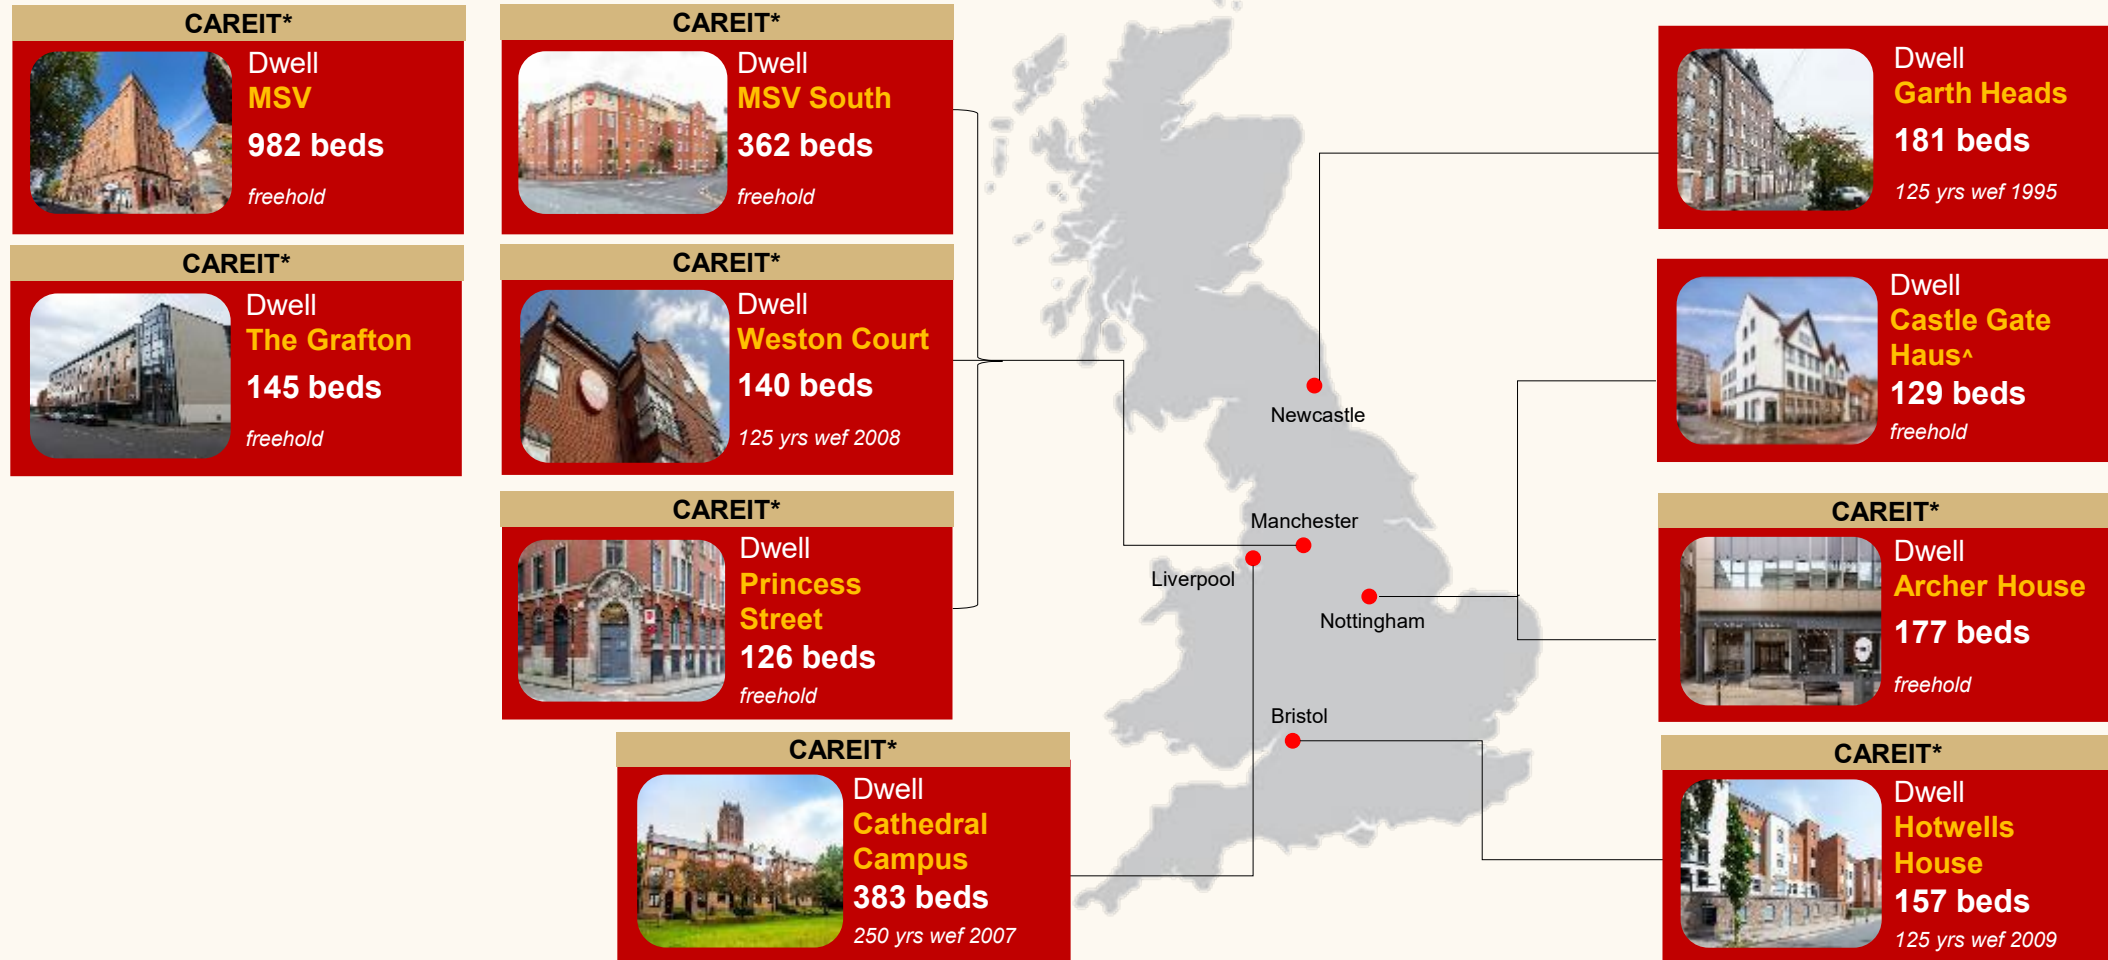 CAREIT*
Dwell
MSV
982 beds
freehold
CAREIT*
Dwell
MSV South
362 beds
freehold
Dwell
Garth Heads
181 beds
125 yrs wef 1995
CAREIT*
Dwell
The Grafton
145 beds
freehold
CAREIT*
Dwell
Weston Court
140 beds
125 yrs wef 2008
Dwell
Castle Gate
Haus^
129 beds
freehold
CAREIT*
Dwell
Princess
Street
126 beds
freehold
CAREIT*
Dwell
Archer House
177 beds
freehold
CAREIT*
Dwell
Cathedral
Campus
383 beds
250 yrs wef 2007
CAREIT*
Dwell
Hotwells
House
157 beds
125 yrs wef 2009
Newcastle
Manchester
Liverpool
Nottingham
Bristol